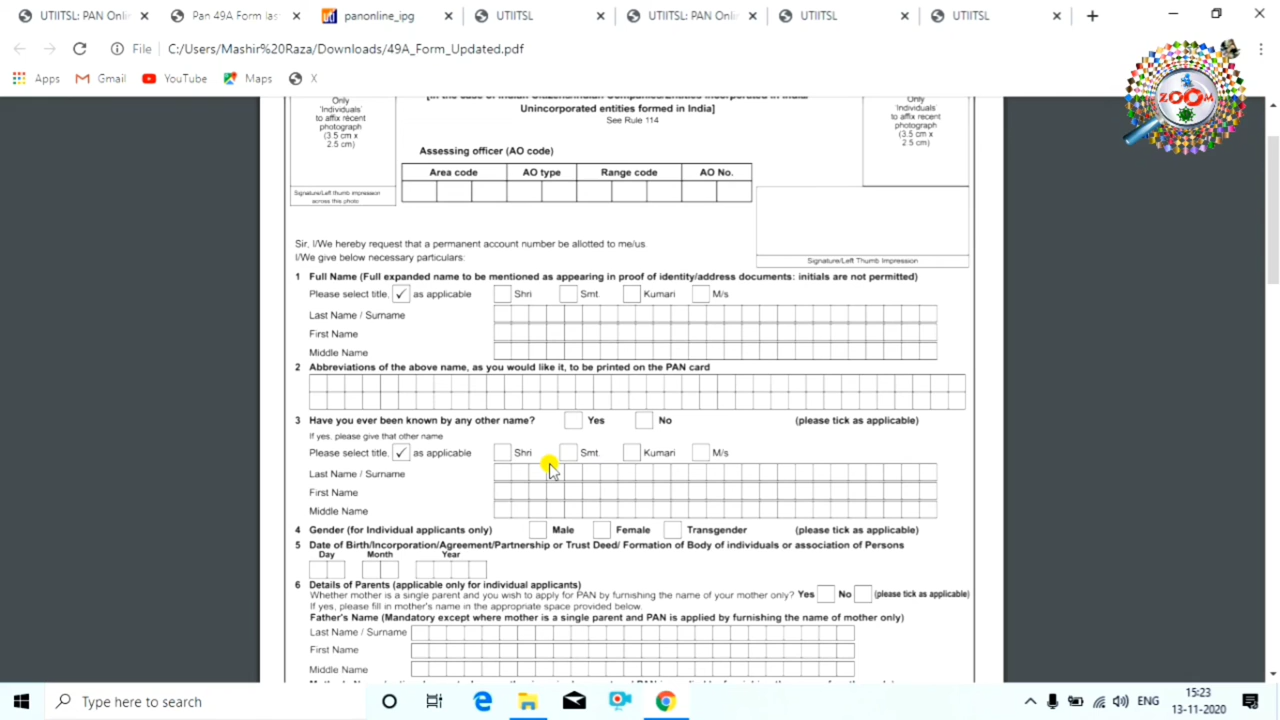 UTIITSL: PAN Onli
Pan 49A Form las
panonline_ipg
UTIITSL
UTIITSL: PAN Onli
UTIITSL
UTIITSL
File
C:/Users/Mashir%20Raza/Downloads/49A_Form_Updated.pdf
Apps
Gmail
YouTube
Maps
X
ZOOM
Only
'Individuals'
to affix recent
photograph
(3.5 cm x
2.5 cm)
[In the case of Indian Citizens/Indian Companies/Entities incorporated in India/
Unincorporated entities formed in India]
See Rule 114
Only
'Individuals'
to affix recent
photograph
(3.5 cm x
2.5 cm)
Assessing officer (AO code)
Area code AO type Range code AO No.
Signature/Left thumb impression
across this photo
Sir, I/We hereby request that a permanent account number be allotted to me/us.
I/We give below necessary particulars:
Signature/Left Thumb Impression
1 Full Name (Full expanded name to be mentioned as appearing in proof of identity/address documents: initials are not permitted)
Please select title, ✓ as applicable Shri Smt. Kumari M/s
Last Name / Surname
First Name
Middle Name
2 Abbreviations of the above name, as you would like it, to be printed on the PAN card
3 Have you ever been known by any other name? Yes No (please tick as applicable)
If yes, please give that other name
Please select title, ✓ as applicable Shri Smt. Kumari M/s
Last Name / Surname
First Name
Middle Name
4 Gender (for Individual applicants only) Male Female Transgender (please tick as applicable)
5 Date of Birth/Incorporation/Agreement/Partnership or Trust Deed/ Formation of Body of individuals or association of Persons
Day Month Year
6 Details of Parents (applicable only for individual applicants)
Whether mother is a single parent and you wish to apply for PAN by furnishing the name of your mother only? Yes No (please tick as applicable)
If yes, please fill in mother's name in the appropriate space provided below.
Father's Name (Mandatory except where mother is a single parent and PAN is applied by furnishing the name of mother only)
Last Name / Surname
First Name
Middle Name
Type here to search
ENG
15:23
13-11-2020